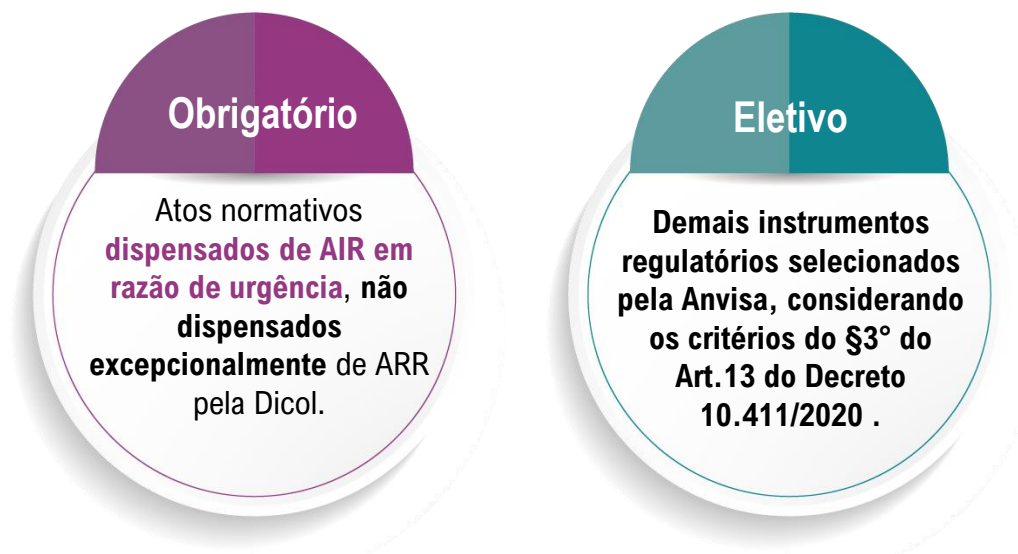 Obrigatório
Atos normativos
dispensados de AIR em
razão de urgência, não
dispensados
excepcionalmente de ARR
pela Dicol.
Eletivo
Demais instrumentos
regulatórios selecionados
pela Anvisa, considerando
os critérios do §3° do
Art.13 do Decreto
10.411/2020 .